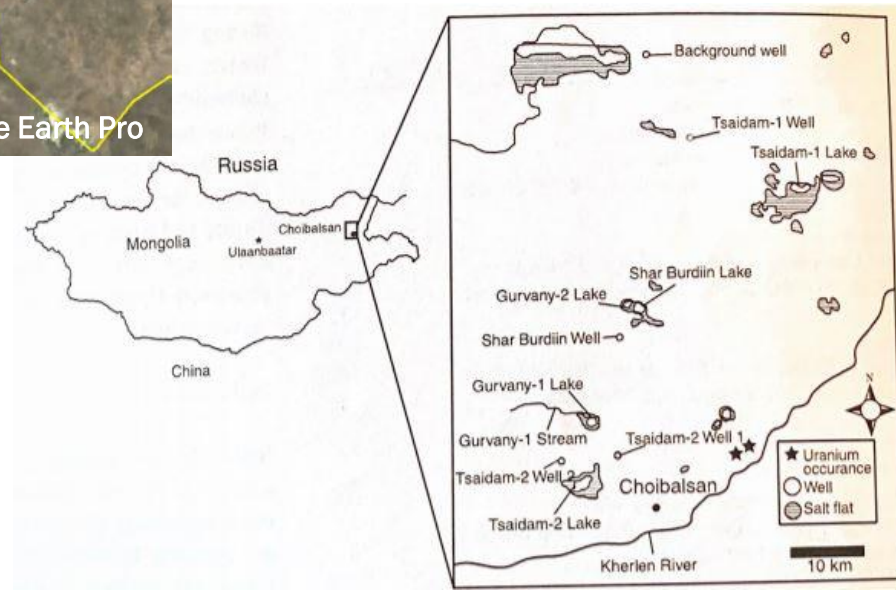 e Earth Pro
Russia
Mongolia
Choibalsan
Ulaanbaatar
China
Background well
Tsaidam-1 Well
Tsaidam-1 Lake
Shar Burdiin Lake
Gurvany-2 Lake
Shar Burdiin Well
Gurvany-1 Lake
Gurvany-1 Stream
Tsaidam-2 Well 1
Tsaidam-2 Well 2
Choibalsan
Tsaidam-2 Lake
Kherlen River
N
Uranium
occurance
Well
Salt flat
10 km